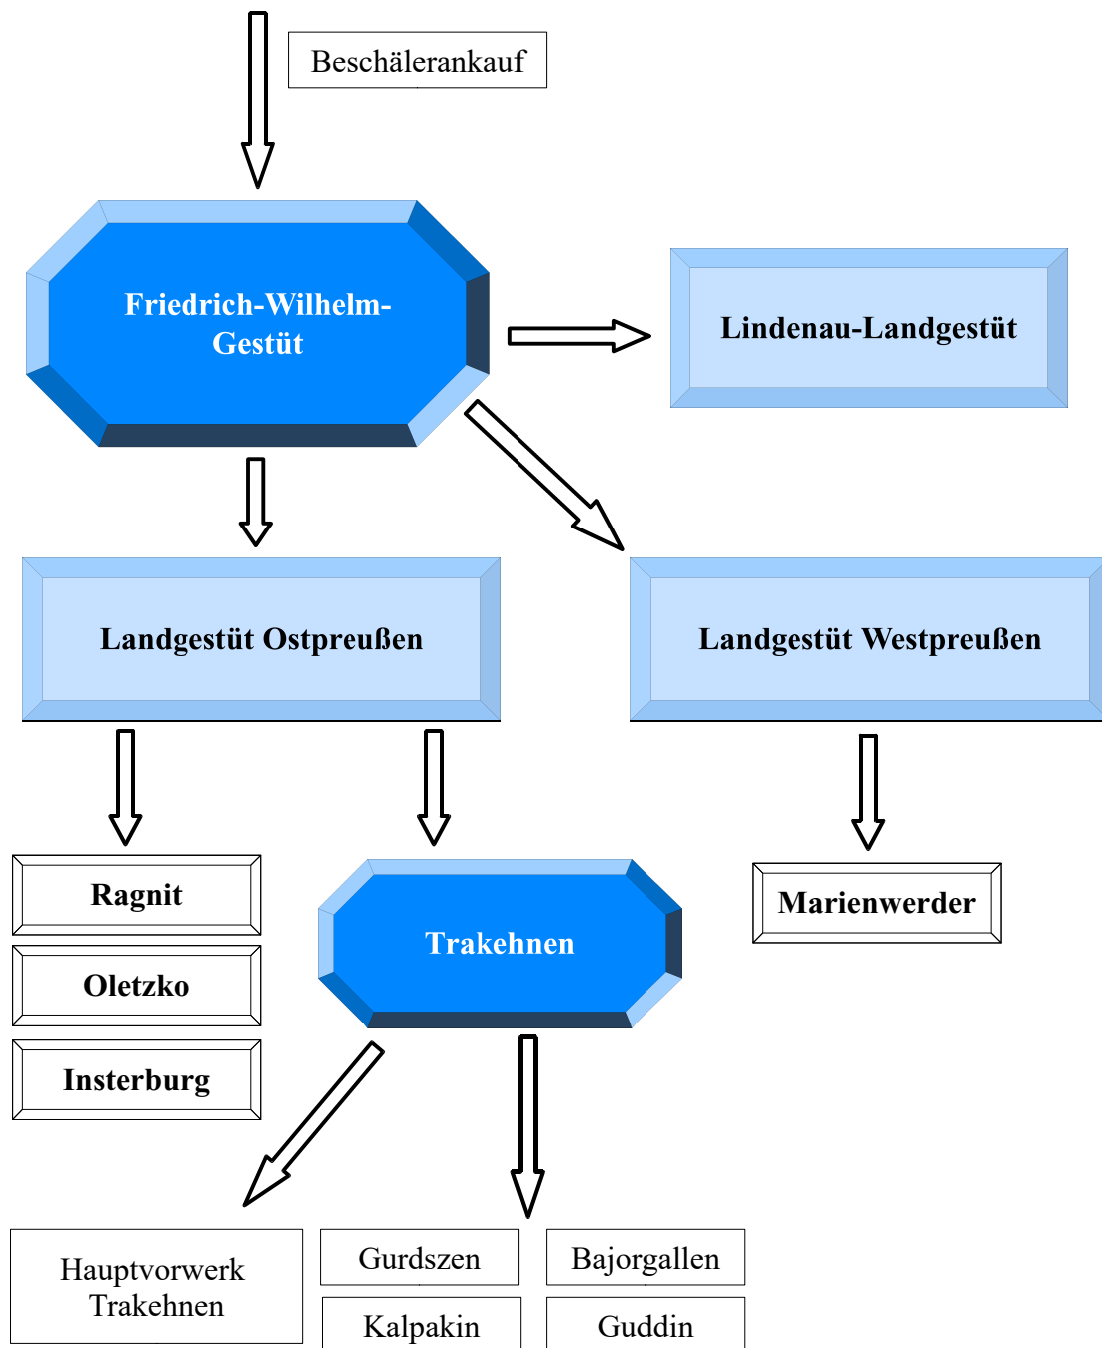 Beschälerankauf
Friedrich-Wilhelm-
Gestüt
Lindenau-Landgestüt
Landgestüt Ostpreußen
Landgestüt Westpreußen
Ragnit
Oletzko
Insterburg
Trakehnen
Marienwerder
Hauptvorwerk
Trakehnen
Gurdszen
Bajorgallen
Kalpakin
Guddin